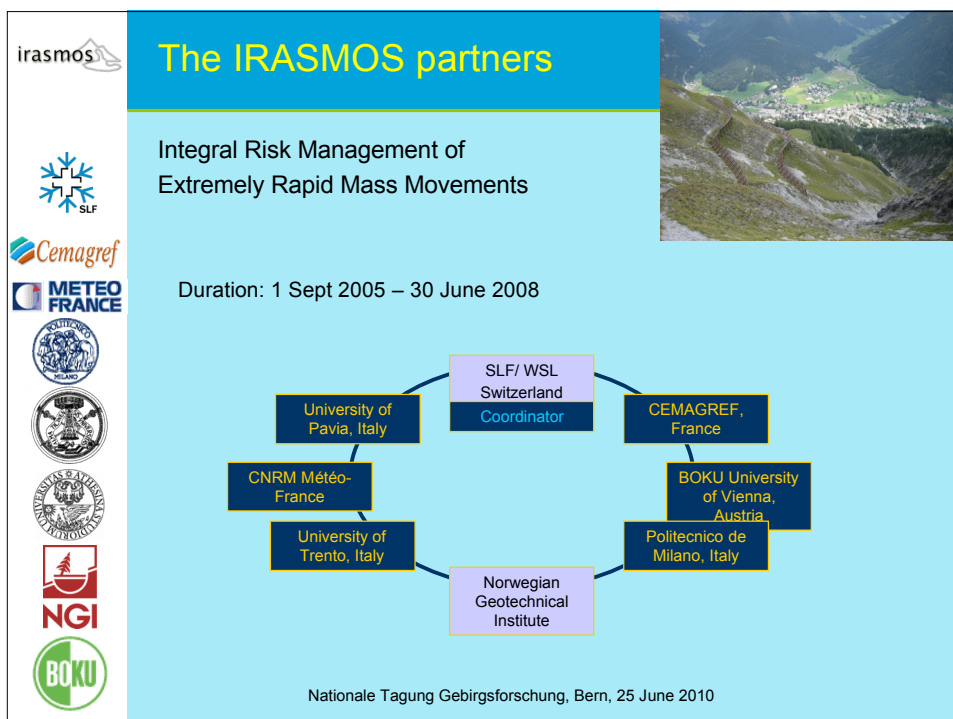 irasmos
The IRASMOS partners
Integral Risk Management of
Extremely Rapid Mass Movements
SLF
Cemagref
METEO
FRANCE
Duration: 1 Sept 2005 – 30 June 2008
POLITECNICO
MILANO
SLF/ WSL
Switzerland
Coordinator
University of
Pavia, Italy
CEMAGREF,
France
CNRM Météo-
France
BOKU University
of Vienna,
Austria
University of
Trento, Italy
Politecnico de
Milano, Italy
Norwegian
Geotechnical
Institute
NGI
BOKU
Nationale Tagung Gebirgsforschung, Bern, 25 June 2010